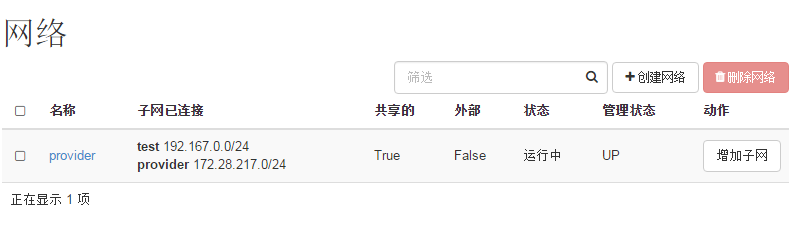 网络
筛选 创建网络 删除网络
名称 子网已连接 共享的 外部 状态 管理状态 动作
provider test 192.167.0.0/24 True False 运行中 UP 增加子网
provider 172.28.217.0/24
正在显示 1 项